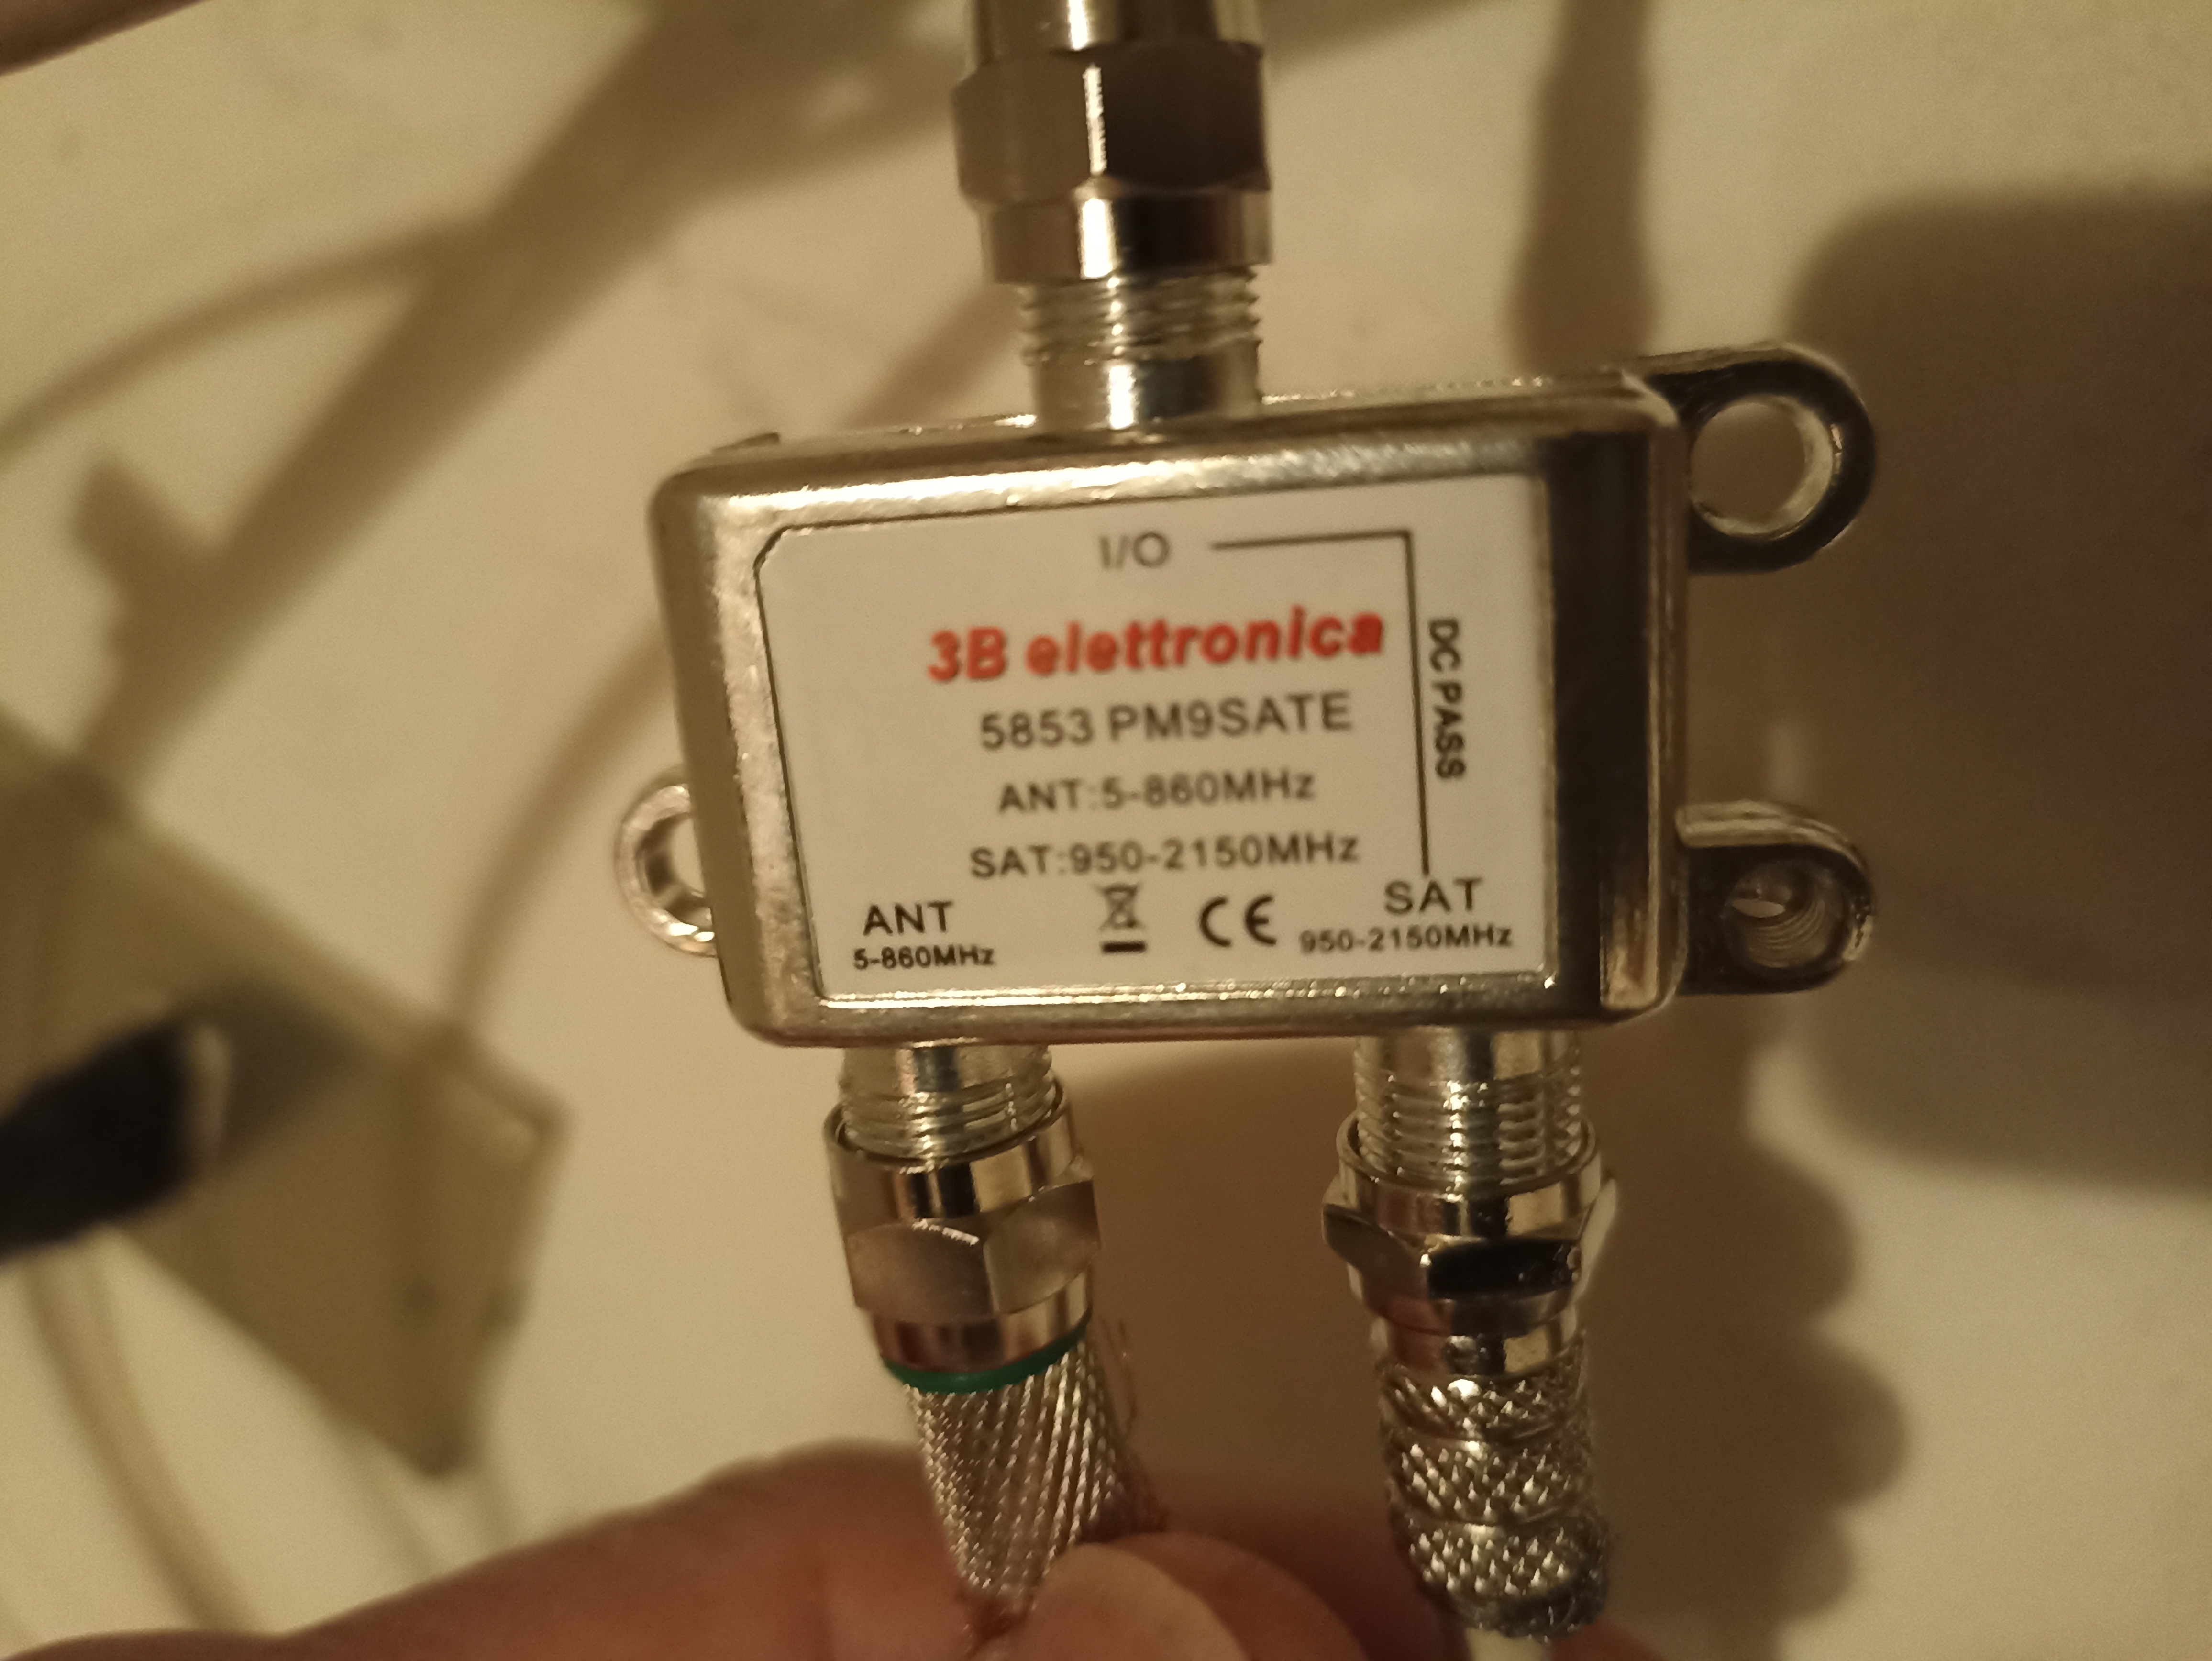 I/O
3B elettronica
DC PASS
5853 PM9SATE
ANT:5-860MHz
SAT:950-2150MHz
ANT
5-860MHz
CE
SAT
950-2150MHz